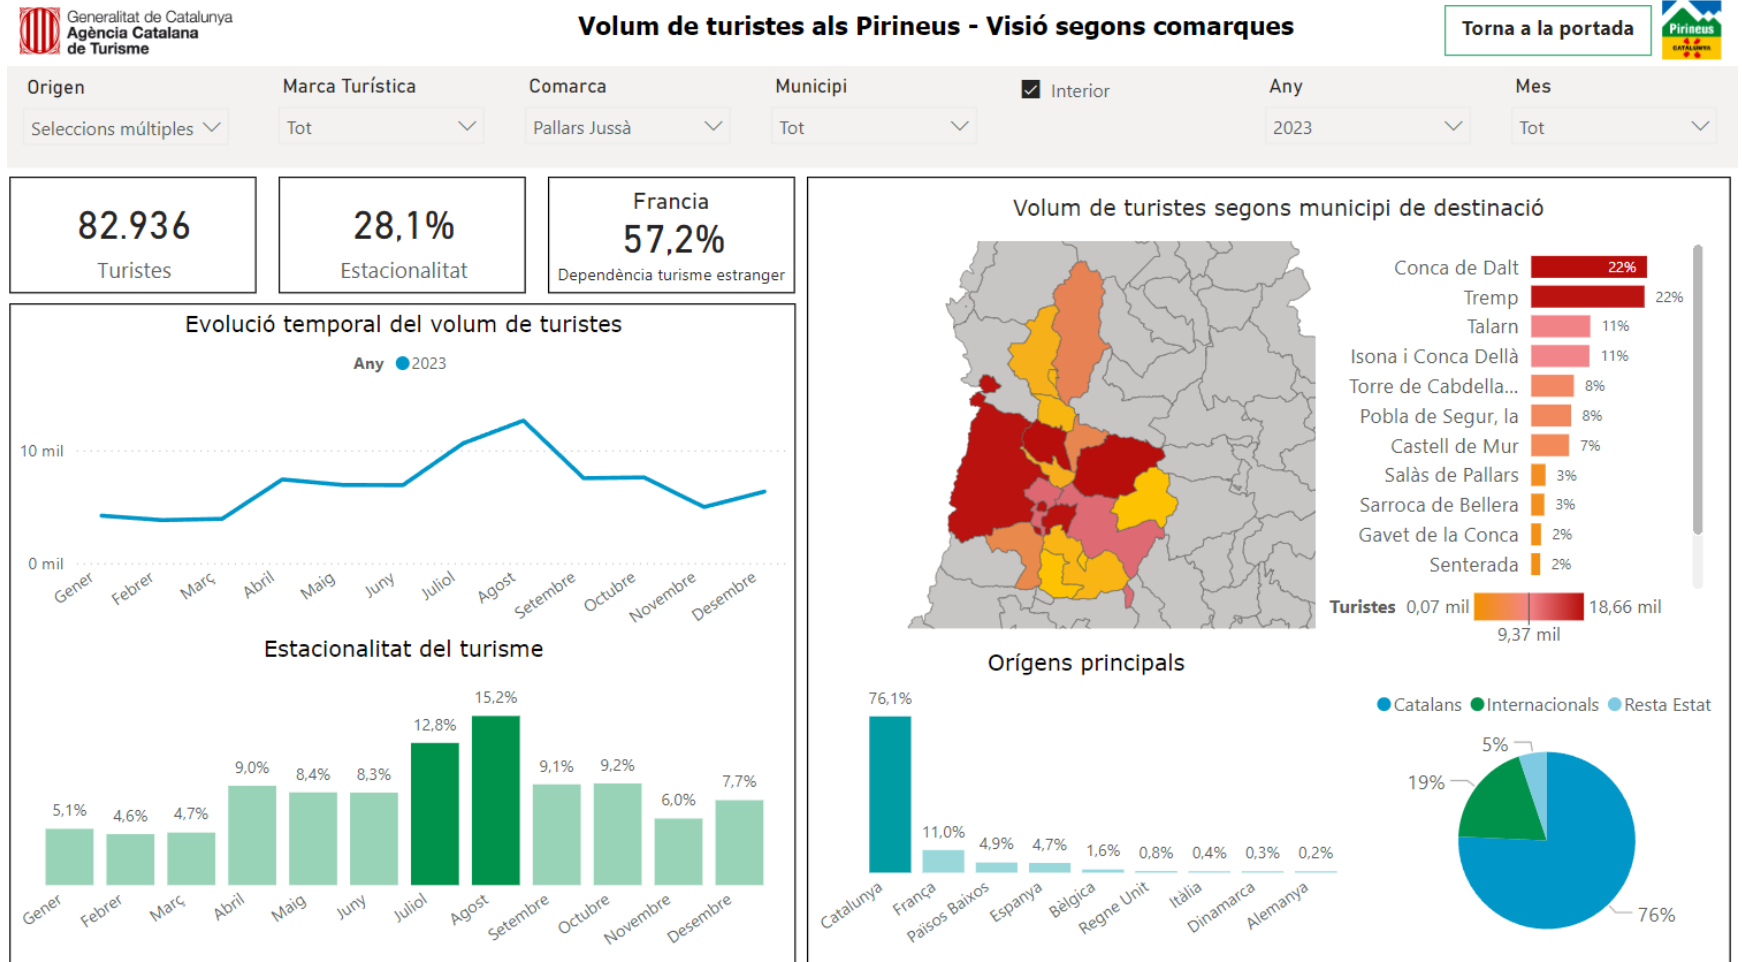 Generalitat de Catalunya
Agència Catalana
de Turisme
Volum de turistes als Pirineus - Visió segons comarques
Torna a la portada
Pirineus
CATALUNYA
Origen
Marca Turística
Comarca
Municipi
Interior
Any
Mes
Seleccions múltiples
Tot
Pallars Jussà
Tot
2023
Tot
82.936
Turistes
28,1%
Estacionalitat
Francia
57,2%
Dependència turisme estranger
Evolució temporal del volum de turistes
Any 2023
10 mil
0 mil
Gener
Febrer
Març
Abril
Maig
Juny
Juliol
Agost
Setembre
Octubre
Novembre
Desembre
Estacionalitat del turisme
5,1%
4,6%
4,7%
9,0%
8,4%
8,3%
12,8%
15,2%
9,1%
9,2%
6,0%
7,7%
Gener
Febrer
Març
Abril
Maig
Juny
Juliol
Agost
Setembre
Octubre
Novembre
Desembre
Volum de turistes segons municipi de destinació
Conca de Dalt 22%
Tremp 22%
Talarn 11%
Isona i Conca Dellà 11%
Torre de Cabdella... 8%
Pobla de Segur, la 8%
Castell de Mur 7%
Salàs de Pallars 3%
Sarroca de Bellera 3%
Gavet de la Conca 2%
Senterada 2%
Turistes 0,07 mil 18,66 mil
9,37 mil
Orígens principals
76,1%
11,0%
4,9%
4,7%
1,6%
0,8%
0,4%
0,3%
0,2%
Catalunya
França
Països Baixos
Espanya
Bèlgica
Regne Unit
Itàlia
Dinamarca
Alemanya
Catalans Internacionals Resta Estat
5%
19%
76%